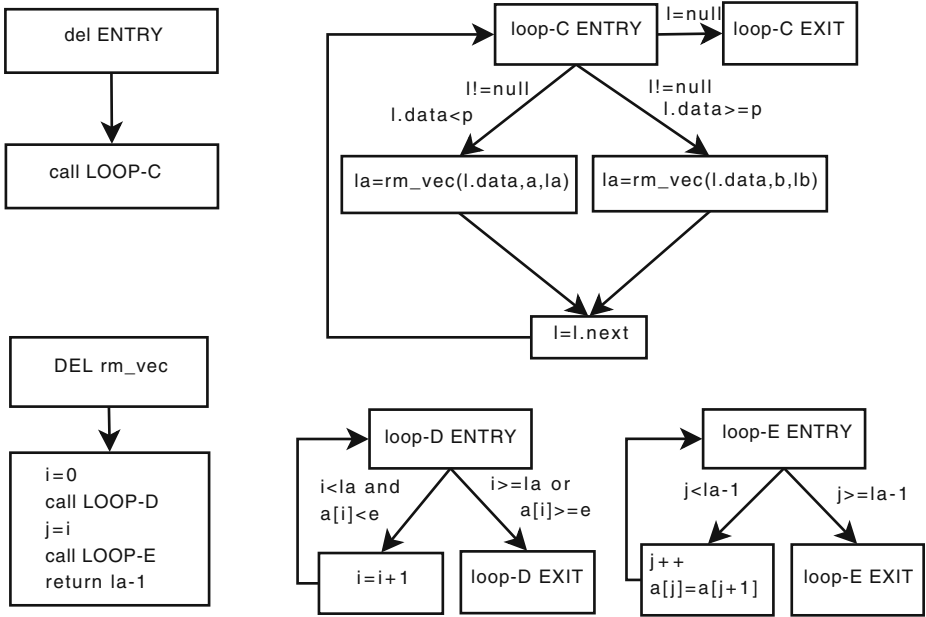 del ENTRY
call LOOP-C
loop-C ENTRY
l=null
loop-C EXIT
l!=null
l.data<p
l!=null
l.data>=p
la=rm_vec(l.data,a,la)
la=rm_vec(l.data,b,lb)
l=l.next
DEL rm_vec
i=0
call LOOP-D
j=i
call LOOP-E
return la-1
loop-D ENTRY
i<la and
a[i]<e
i>=la or
a[i]>=e
i=i+1
loop-D EXIT
loop-E ENTRY
j<la-1
j>=la-1
j++
a[j]=a[j+1]
loop-E EXIT